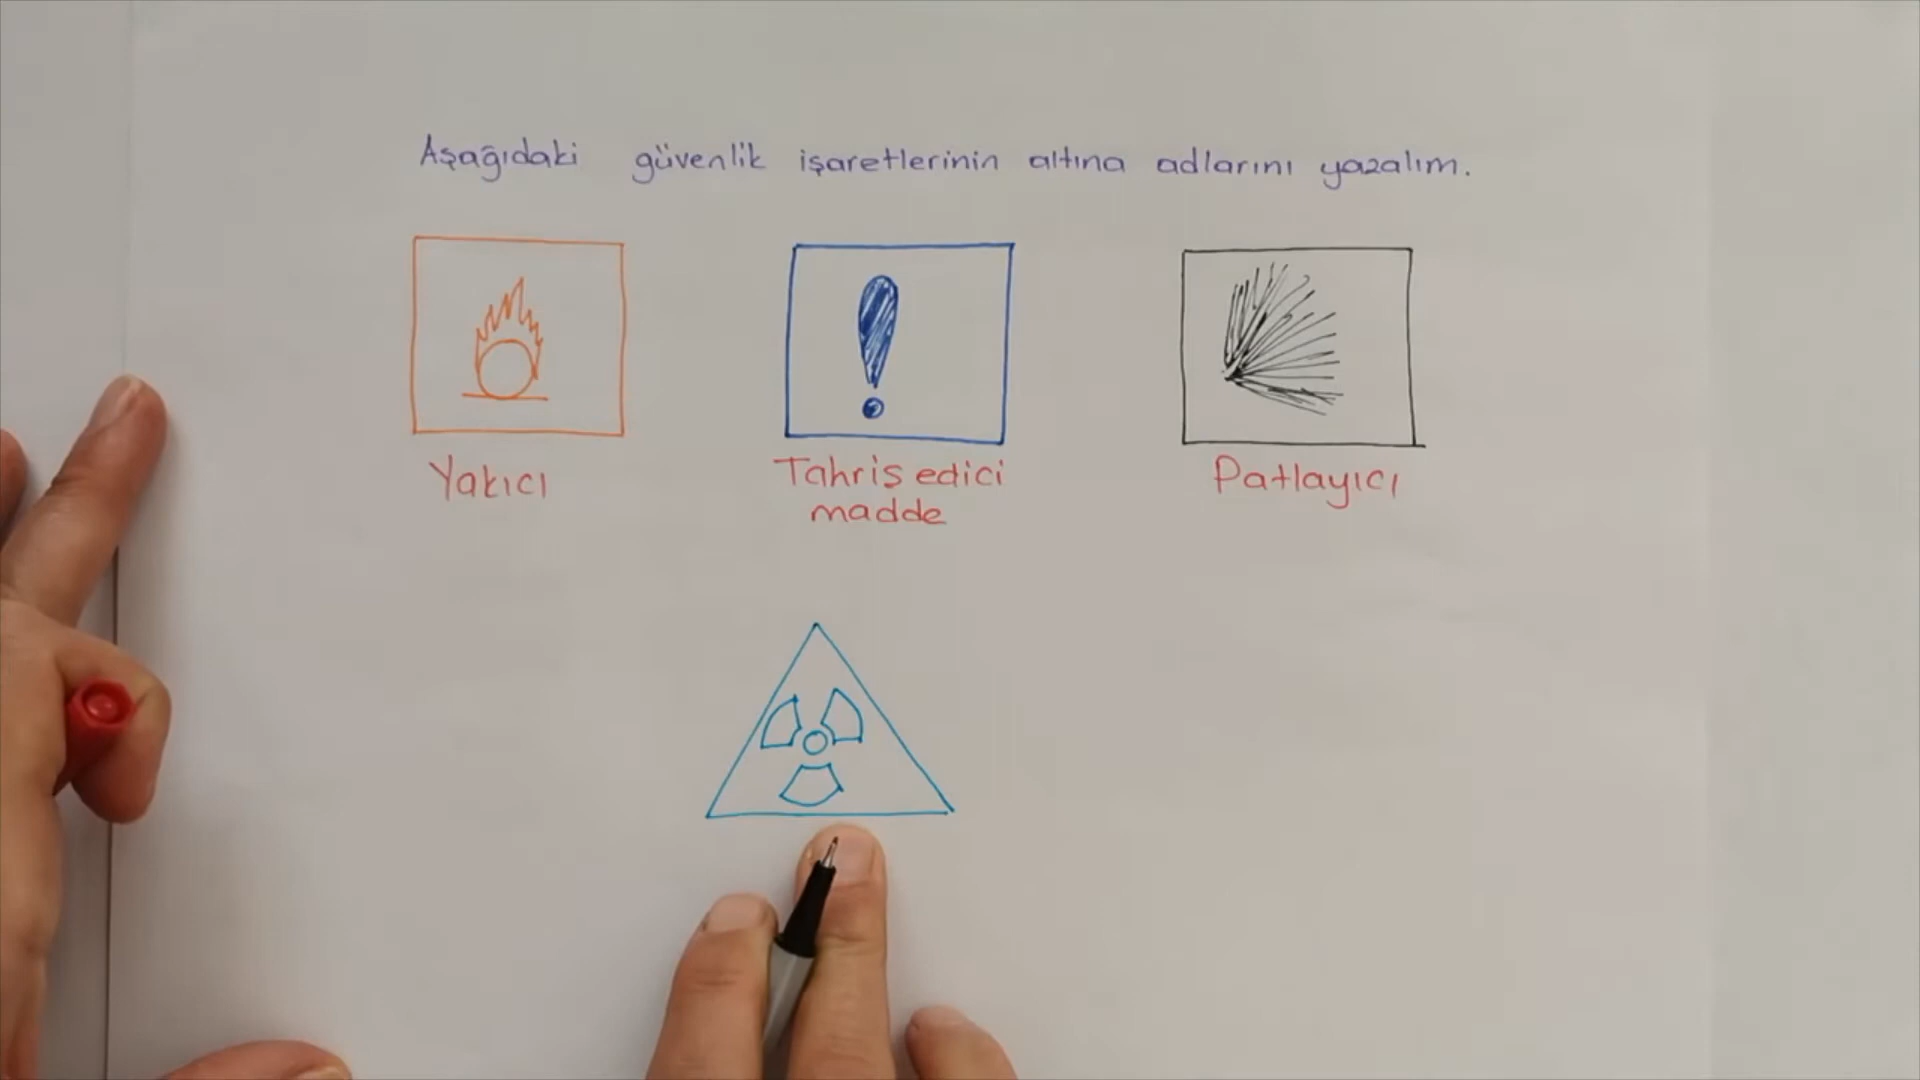 Aşağıdaki güvenlik işaretlerinin altına adlarını yazalım.
Yakıcı
Tahriş edici
madde
Patlayıcı